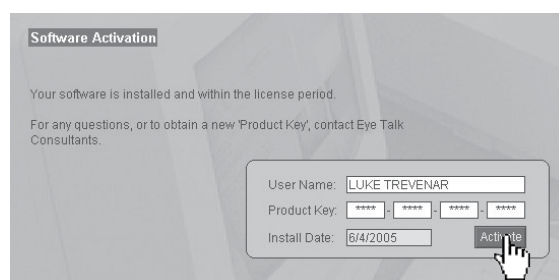 Software Activation
Your software is installed and within the license period.
For any questions, or to obtain a new 'Product Key', contact Eye Talk
Consultants.
User Name: LUKE TREVENAR
Product Key: **** - **** - **** - ****
Install Date: 6/4/2005 Activate